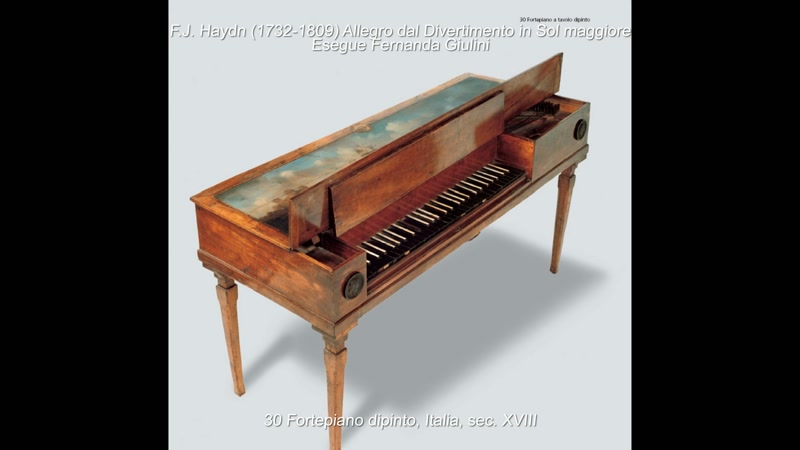 30 Fortepiano a tavolo dipinto
F.J. Haydn (1732-1809) Allegro dal Divertimento in Sol maggiore
Esegue Fernanda Giulini
30 Fortepiano dipinto, Italia, sec. XVIII